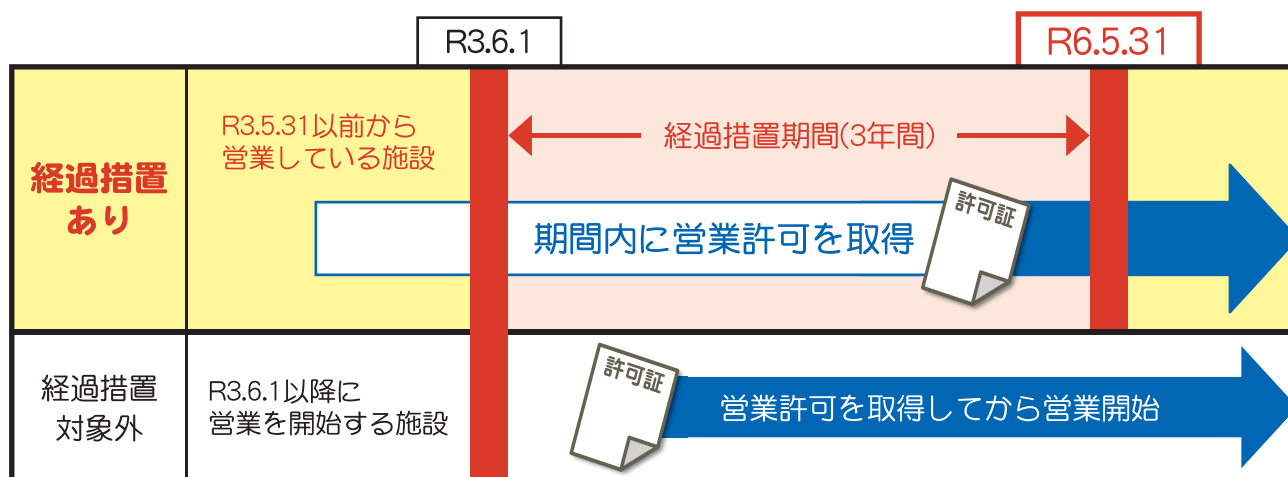 R3.6.1
R6.5.31
経過措置
あり
R3.5.31以前から
営業している施設
経過措置期間(3年間)
期間内に営業許可を取得
許可証
経過措置
対象外
R3.6.1以降に
営業を開始する施設
許可証
営業許可を取得してから営業開始